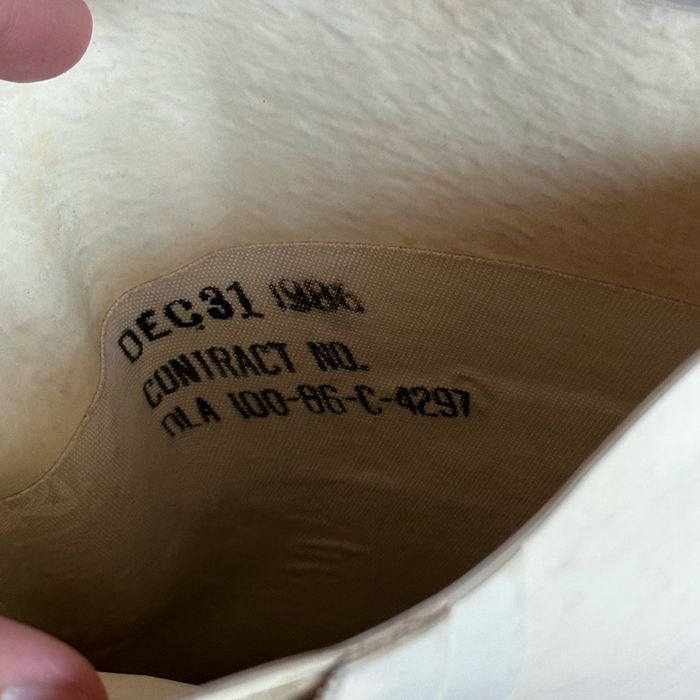 DEC 31 1986
CONTRACT NO.
DLA 100-86-C-4297